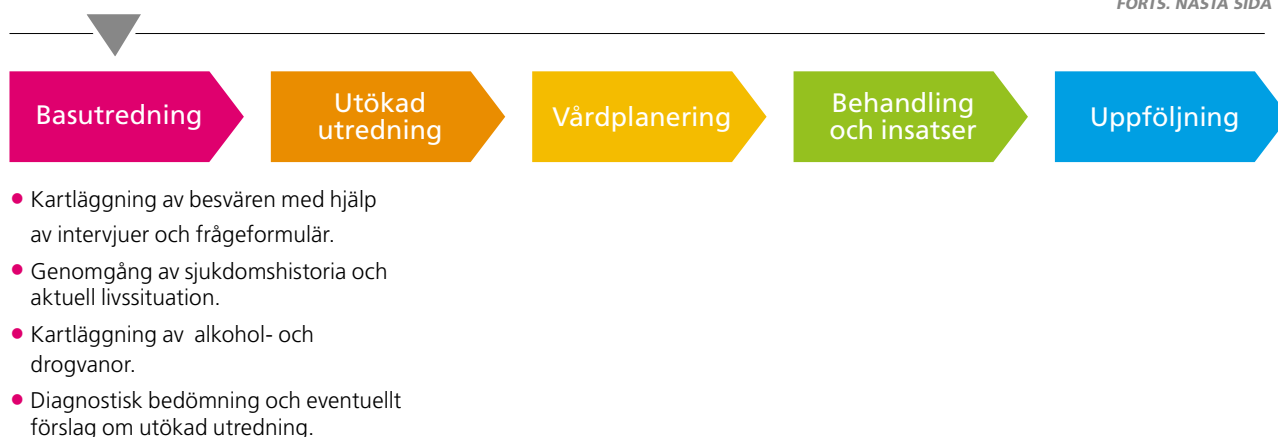 FORTS. NÄSTA SIDA
Basutredning
Utökad
utredning
Vårdplanering
Behandling
och insatser
Uppföljning
• Kartläggning av besvären med hjälp
av intervjuer och frågeformulär.
• Genomgång av sjukdomshistoria och
aktuell livssituation.
• Kartläggning av alkohol- och
drogvanor.
• Diagnostisk bedömning och eventuellt
förslag om utökad utredning.